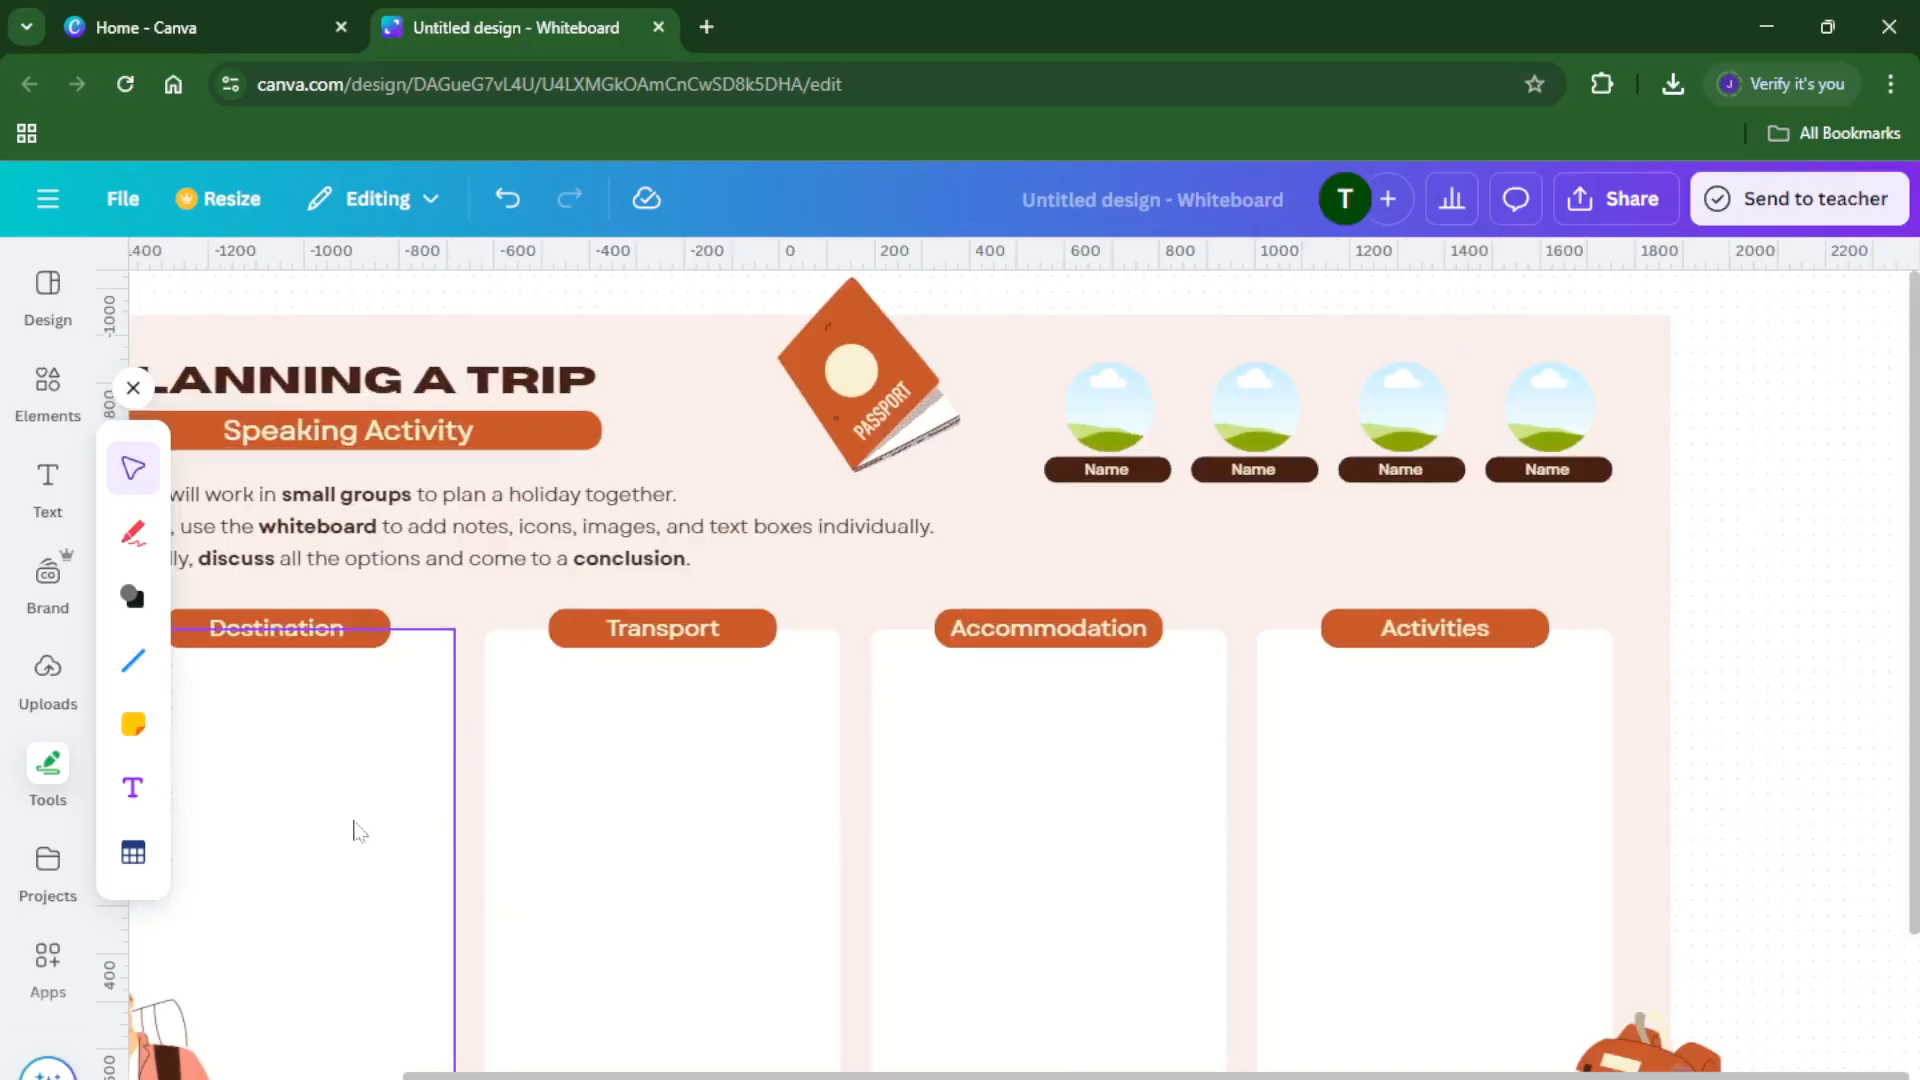 Home - Canva
Untitled design - Whiteboard
canva.com/design/DAGueG7vL4U/U4LXMGkOAmCnCwSD8k5DHA/edit
J
Verify it's you
All Bookmarks
File
Resize
Editing
Untitled design - Whiteboard
T
Share
Send to teacher
-1200 -1000 -800 -600 -400 -200 0 200 400 600 800 1000 1200 1400 1600 1800 2000 2200
Design
Elements
Text
Brand
Uploads
Tools
Projects
Apps
-1000
400
LANNING A TRIP
Speaking Activity
PASSPORT
Name
Name
Name
Name
will work in small groups to plan a holiday together.
, use the whiteboard to add notes, icons, images, and text boxes individually.
lly, discuss all the options and come to a conclusion.
Destination
Transport
Accommodation
Activities